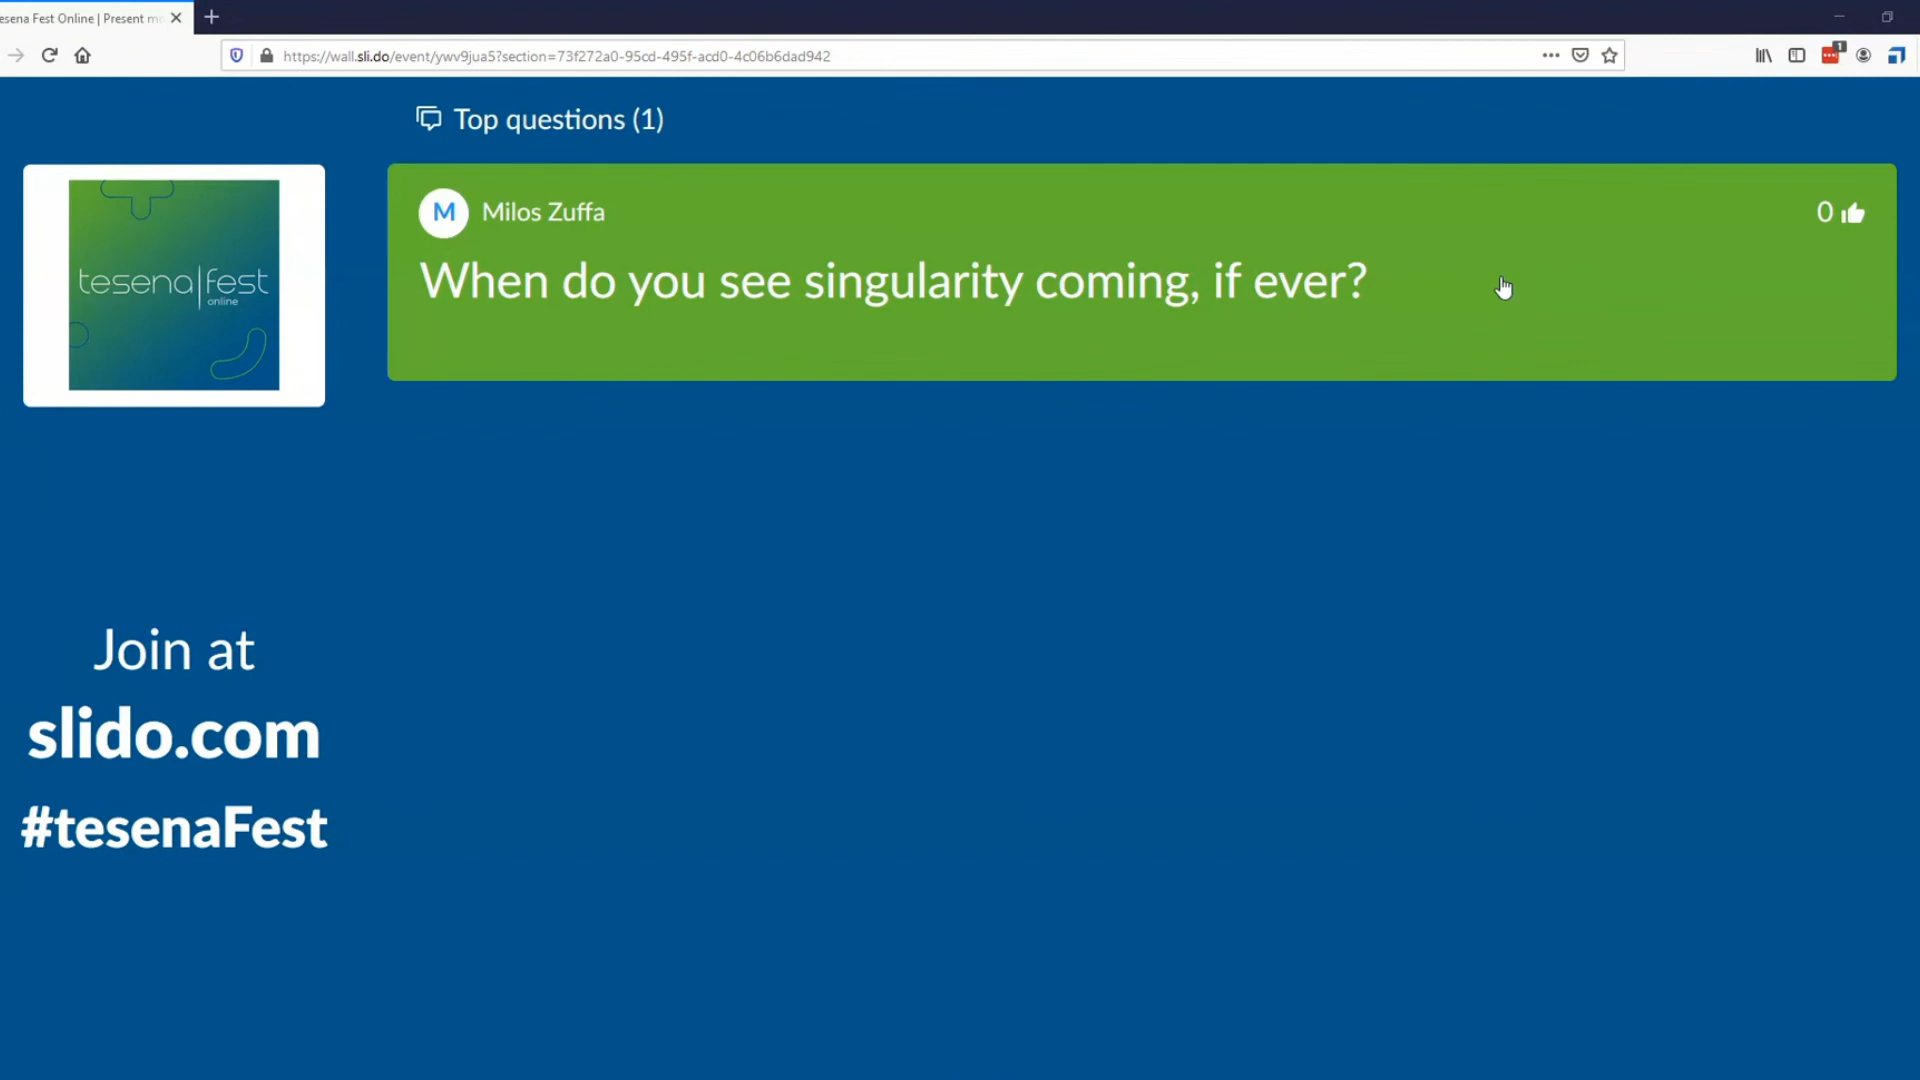 esena Fest Online | Present mo
https://wall.sli.do/event/ywv9jua5?section=73f272a0-95cd-495f-acd0-4c06b6dad942
1
Top questions (1)
tesena|fest
online
M Milos Zuffa
0
When do you see singularity coming, if ever?
Join at
slido.com
#tesenaFest